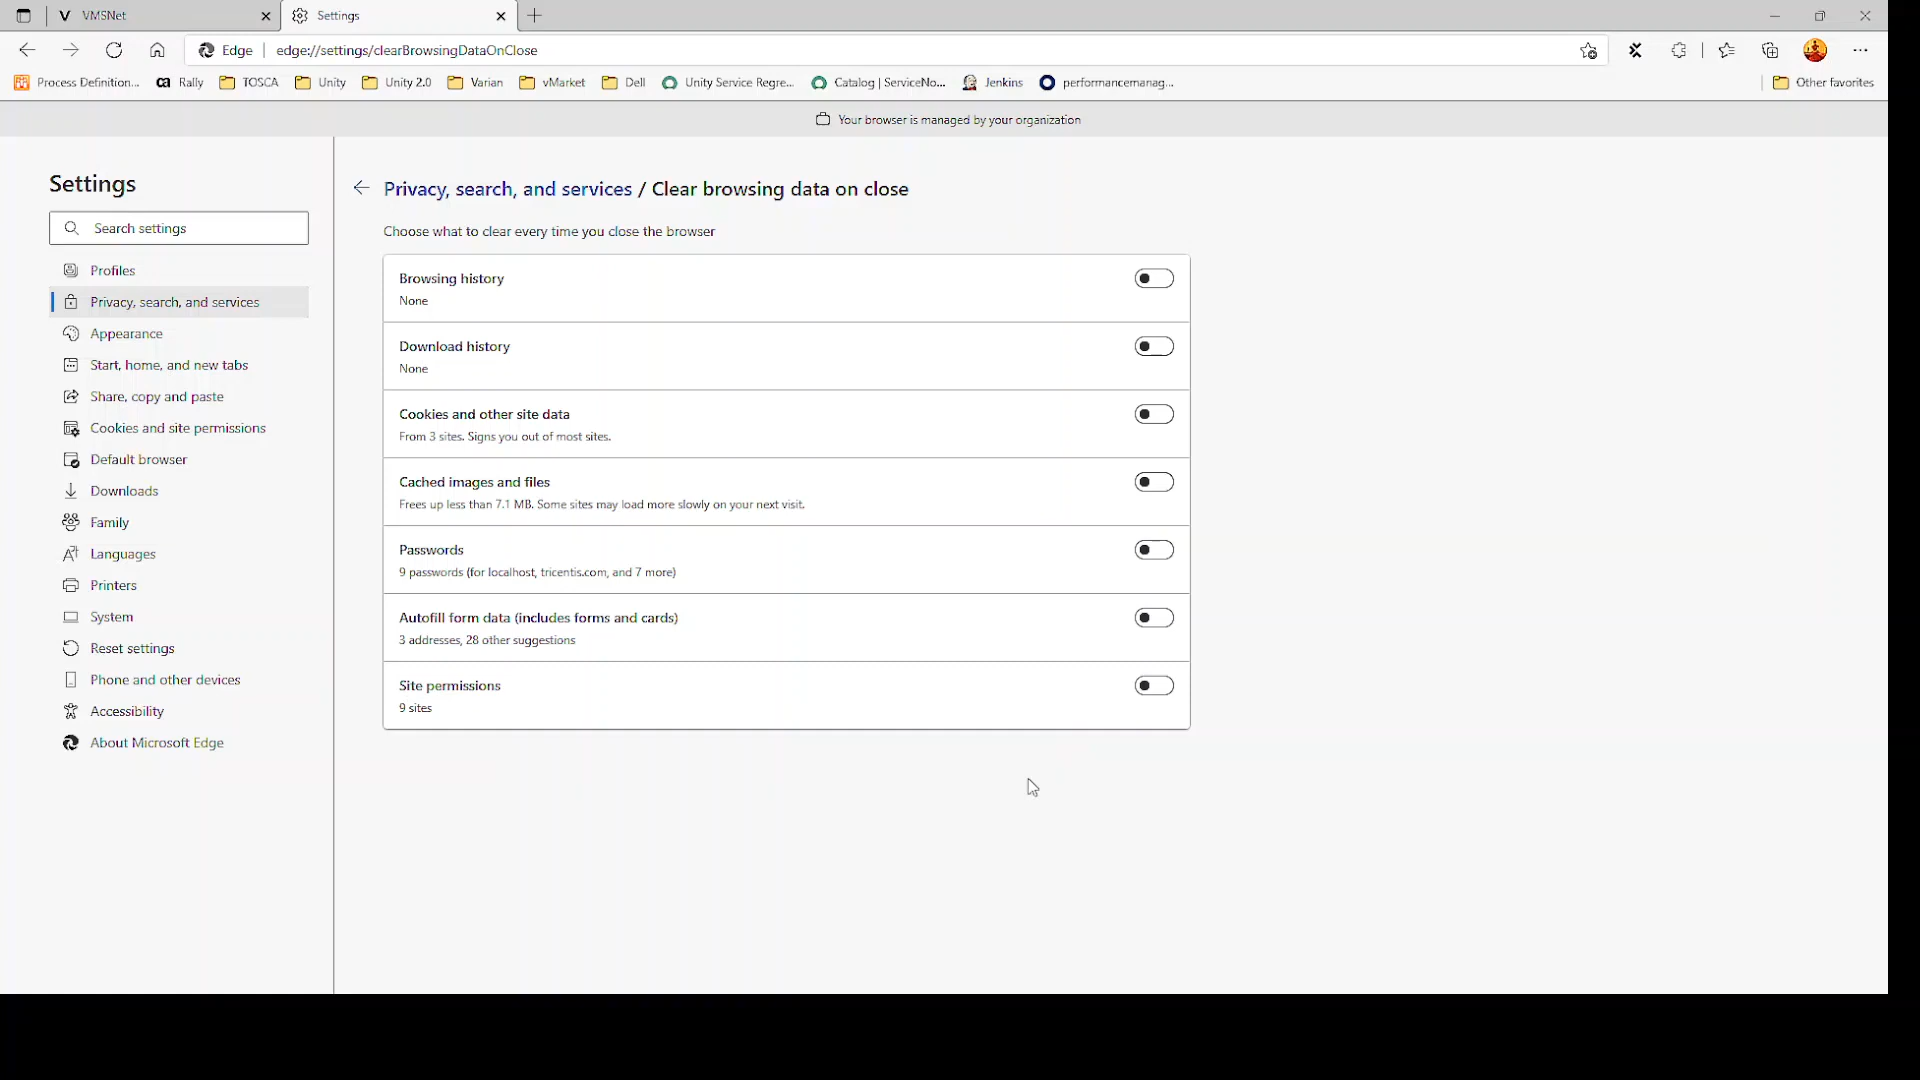 VMSNet
Settings
Edge
edge://settings/clearBrowsingDataOnClose
Process Definition...
ca Rally
TOSCA
Unity
Unity 2.0
Varian
vMarket
Dell
Unity Service Regre...
Catalog | ServiceNo...
Jenkins
performancemanag...
Other favorites
Your browser is managed by your organization
Settings
Search settings
Profiles
Privacy, search, and services
Appearance
Start, home, and new tabs
Share, copy and paste
Cookies and site permissions
Default browser
Downloads
Family
Languages
Printers
System
Reset settings
Phone and other devices
Accessibility
About Microsoft Edge
Privacy, search, and services / Clear browsing data on close
Choose what to clear every time you close the browser
Browsing history
None
Download history
None
Cookies and other site data
From 3 sites. Signs you out of most sites.
Cached images and files
Frees up less than 7.1 MB. Some sites may load more slowly on your next visit.
Passwords
9 passwords (for localhost, tricentis.com, and 7 more)
Autofill form data (includes forms and cards)
3 addresses, 28 other suggestions
Site permissions
9 sites